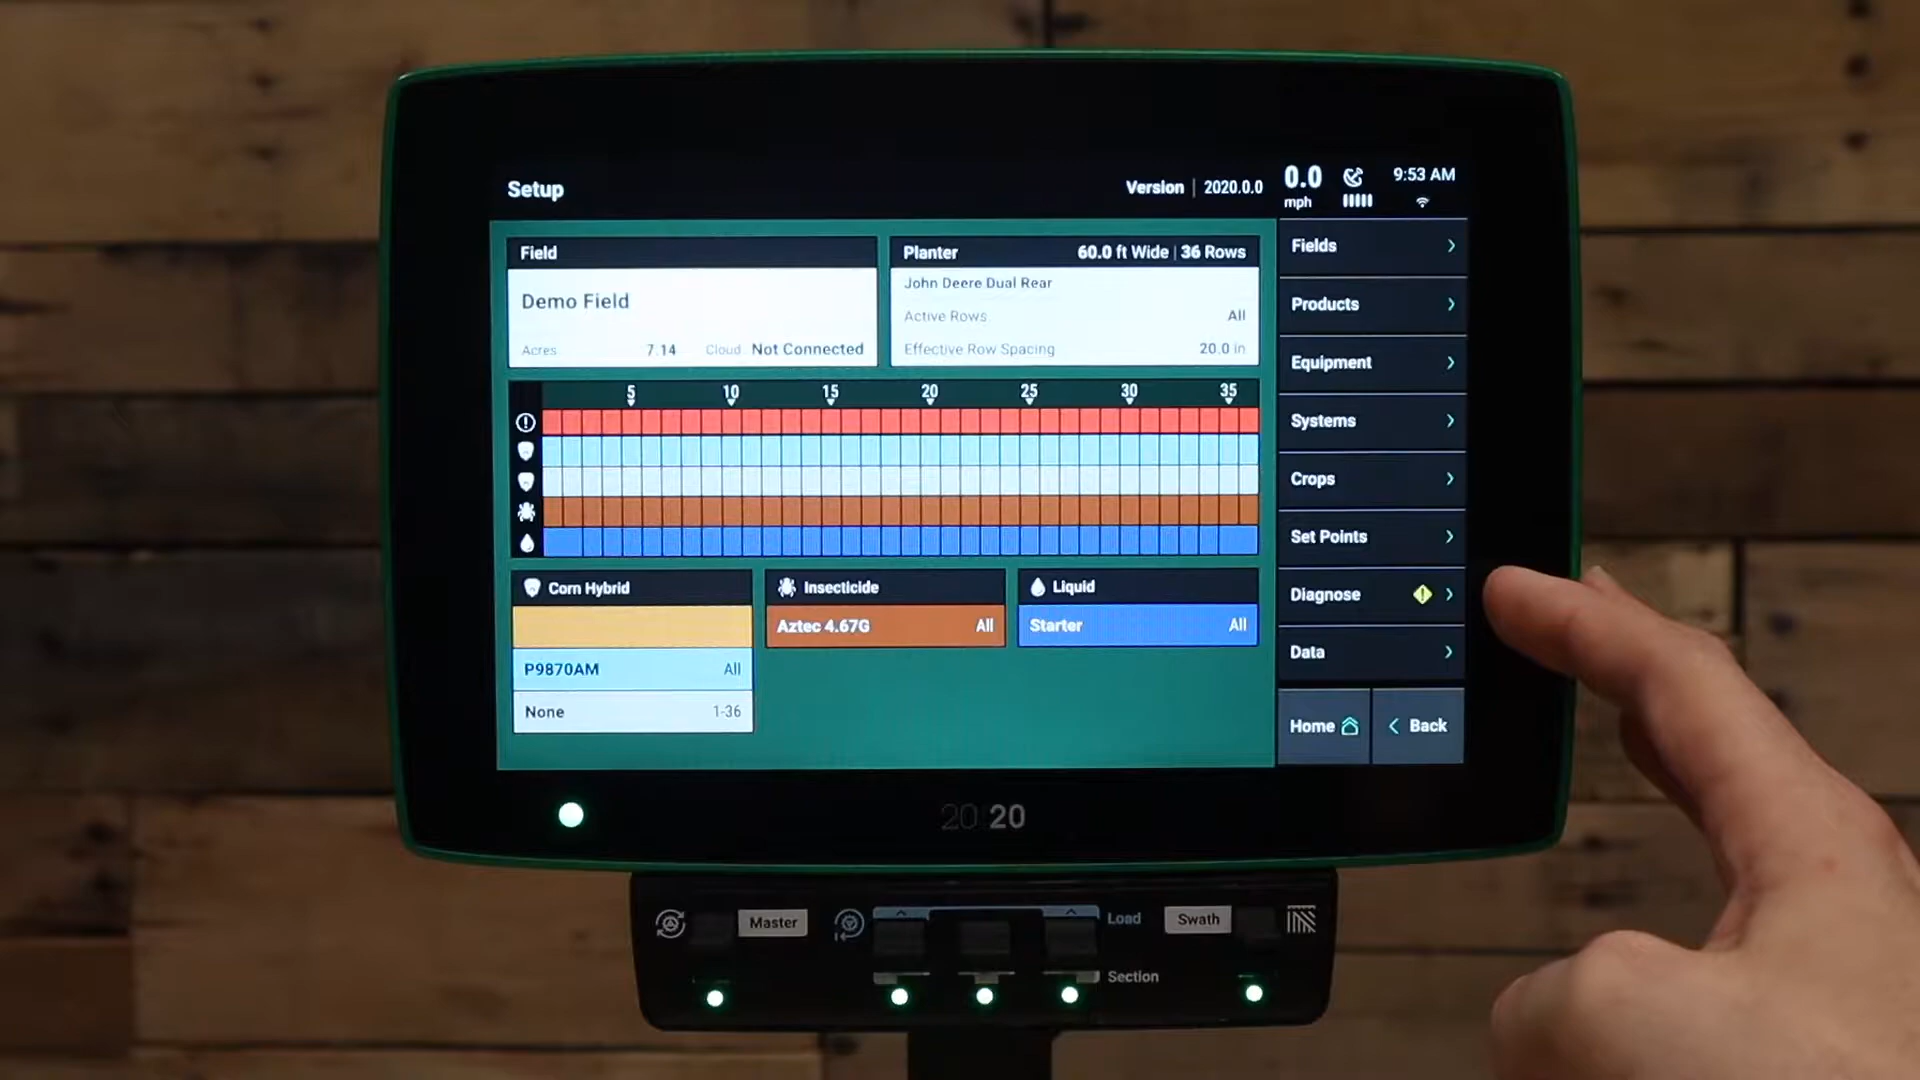 Setup
Version | 2020.0.0
0.0
mph
9:53 AM
Field
Demo Field
Acres 7.14 Cloud Not Connected
Planter 60.0 ft Wide | 36 Rows
John Deere Dual Rear
Active Rows All
Effective Row Spacing 20.0 in
5 10 15 20 25 30 35
Corn Hybrid
P9870AM All
None 1-36
Insecticide
Aztec 4.67G All
Liquid
Starter All
Fields
Products
Equipment
Systems
Crops
Set Points
Diagnose
Data
Home
Back
20|20
Master
Load
Swath
Section